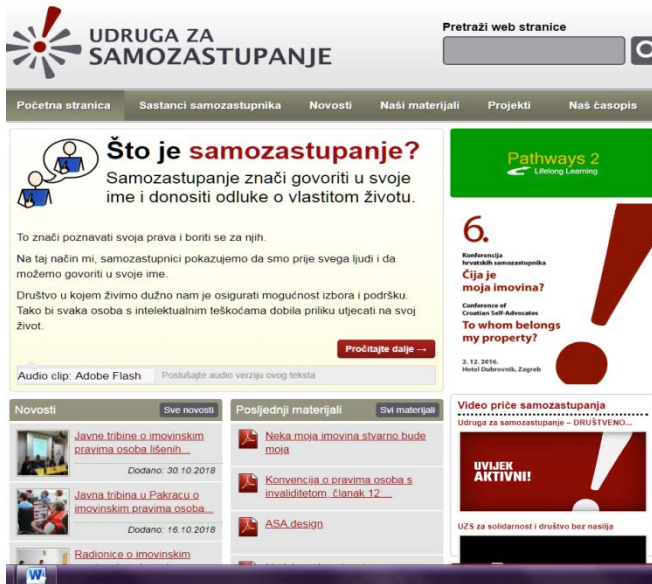 UDRUGA ZA
SAMOZASTUPANJE
Pretraži web stranice
Početna stranica
Sastanci samozastupnika
Novosti
Naši materijali
Projekti
Naš časopis
Što je samozastupanje?
Samozastupanje znači govoriti u svoje
ime i donositi odluke o vlastitom životu.
To znači poznavati svoja prava i boriti se za njih.
Na taj način mi, samozastupnici pokazujemo da smo prije svega ljudi i da
možemo govoriti u svoje ime.
Društvo u kojem živimo dužno nam je osigurati mogućnost izbora i podršku.
Tako bi svaka osoba s intelektualnim teškoćama dobila priliku utjecati na svoj
život.
Pročitajte dalje →
Audio clip: Adobe Flash
Poslušajte audio verziju ovog teksta
Pathways 2
Lifelong Learning
6.
Konferencija
hrvatskih samozastupnika
Čija je
moja imovina?
Conference of
Croatian Self-Advocates
To whom belongs
my property?
2. 12. 2016.
Hotel Dubrovnik, Zagreb
Novosti
Sve novosti
Javne tribine o imovinskim
pravima osoba lišenih...
Dodano: 30.10.2018
Javna tribina u Pakracu o
imovinskim pravima osoba...
Dodano: 16.10.2018
Radionice o imovinskim
Posljednji materijali
Svi materijali
Neka moja imovina stvarno bude
moja
Konvencija o pravima osoba s
invaliditetom, članak 12:...
ASA design
Video priče samozastupanja
Udruga za samozastupanje – DRUŠTVENO...
UVIJEK
AKTIVNI!
UZS za solidarnost i društvo bez nasilja